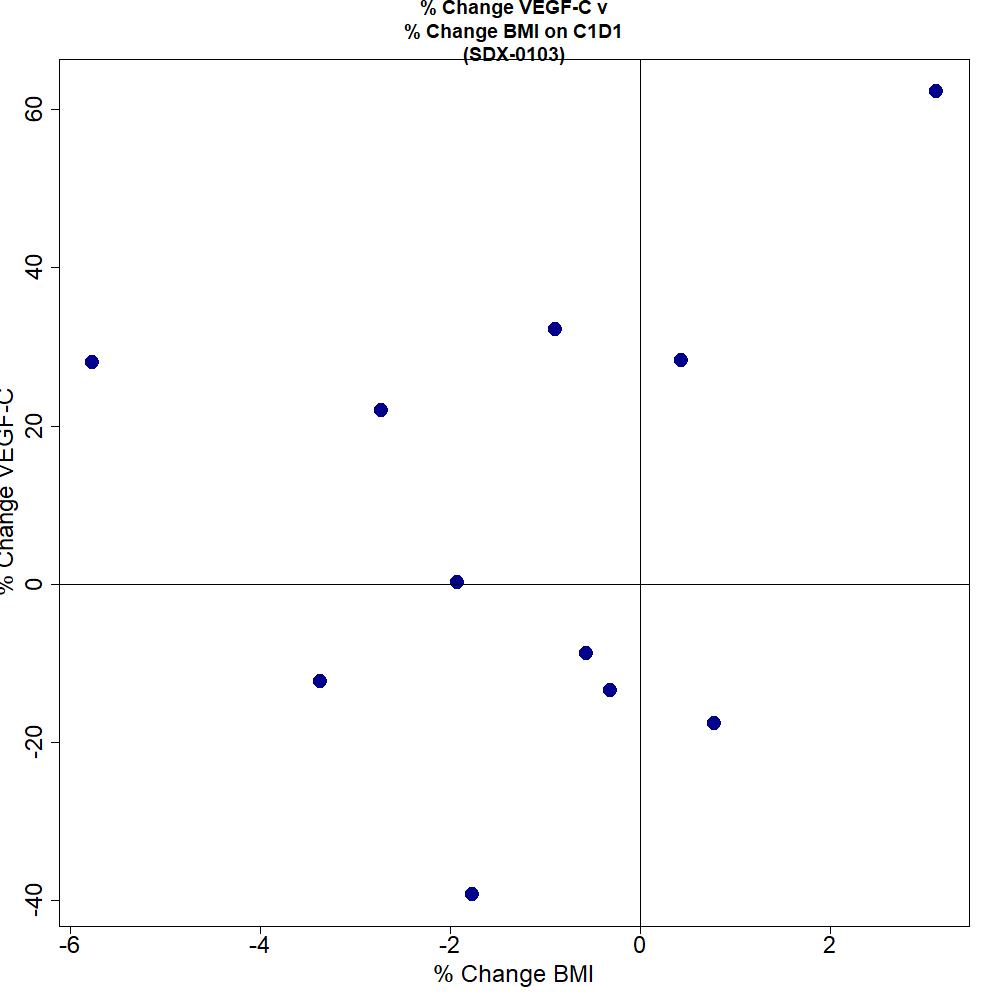 % Change VEGF-C v
% Change BMI on C1D1
(SDX-0103)
% Change VEGF-C
60
40
20
0
-20
-40
-6
-4
-2
0
2
% Change BMI